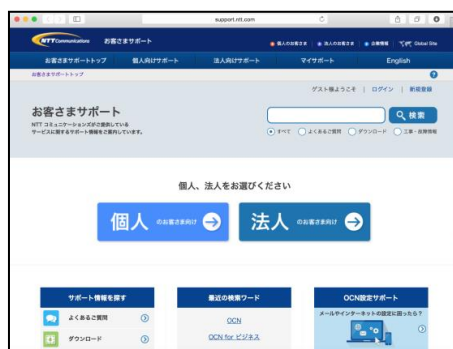 support.ntt.com
NTT Communications お客さまサポート
個人のお客さま 法人のお客さま 企業情報 Global Site
お客さまサポートトップ 個人向けサポート 法人向けサポート マイサポート English
お客さまサポートトップ
ゲスト様ようこそ | ログイン | 新規登録
お客さまサポート
NTT コミュニケーションズがご提供している
サービスに関するサポート情報をご案内しています。
検索
すべて よくあるご質問 ダウンロード 工事・故障情報
個人、法人をお選びください
個人 のお客さま向け
法人 のお客さま向け
サポート情報を探す 最近の検索ワード OCN設定サポート
よくあるご質問
ダウンロード
OCN
OCN for ビジネス
メールやインターネットの設定に困ったら？